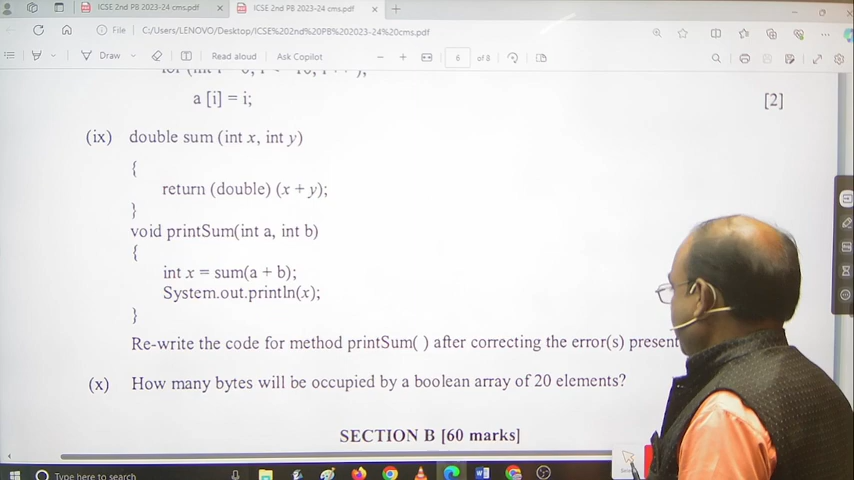 ICSE 2nd PB 2023-24 cms.pdf
ICSE 2nd PB 2023-24 cms.pdf
File
C:/Users/LENOVO/Desktop/ICSE%202nd%20PB%202023-24%20cms.pdf
Draw
Read aloud
Ask Copilot
6
of 8
a [i] = i;
[2]
(ix) double sum (int x, int y)
{
return (double) (x + y);
}
void printSum(int a, int b)
{
int x = sum(a + b);
System.out.println(x);
}
Re-write the code for method printSum( ) after correcting the error(s) present
(x) How many bytes will be occupied by a boolean array of 20 elements?
SECTION B [60 marks]
Type here to search